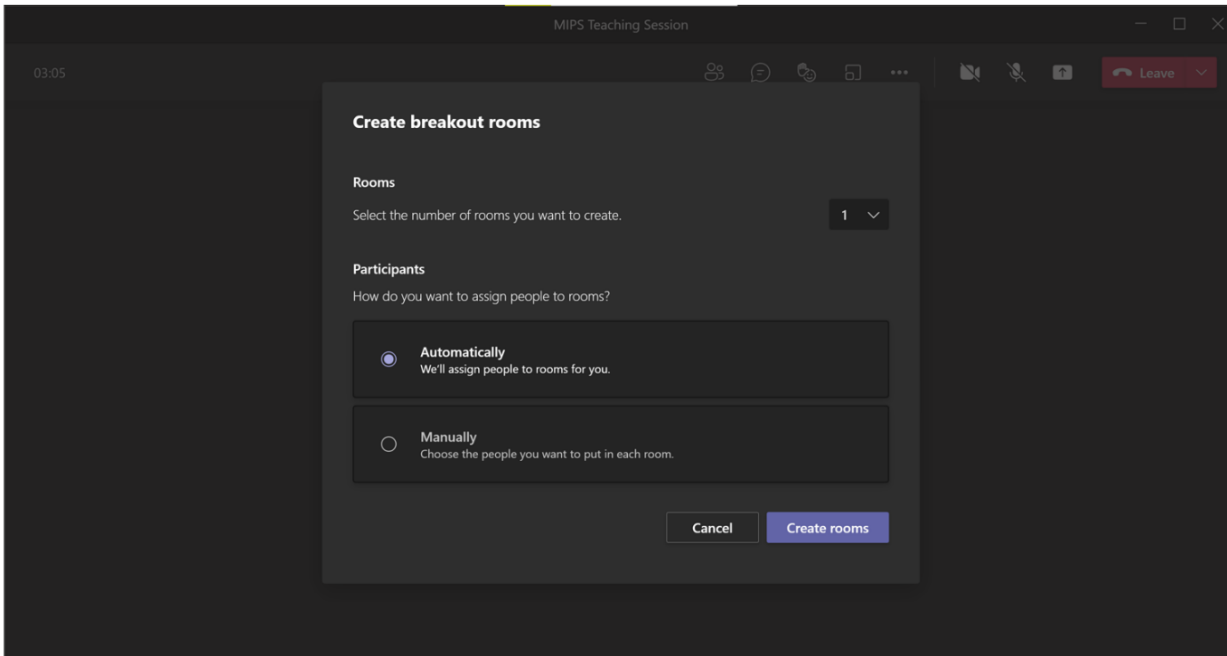 MIPS Teaching Session
03:05
Leave
Create breakout rooms
Rooms
Select the number of rooms you want to create.
1
Participants
How do you want to assign people to rooms?
Automatically
We'll assign people to rooms for you.
Manually
Choose the people you want to put in each room.
Cancel
Create rooms